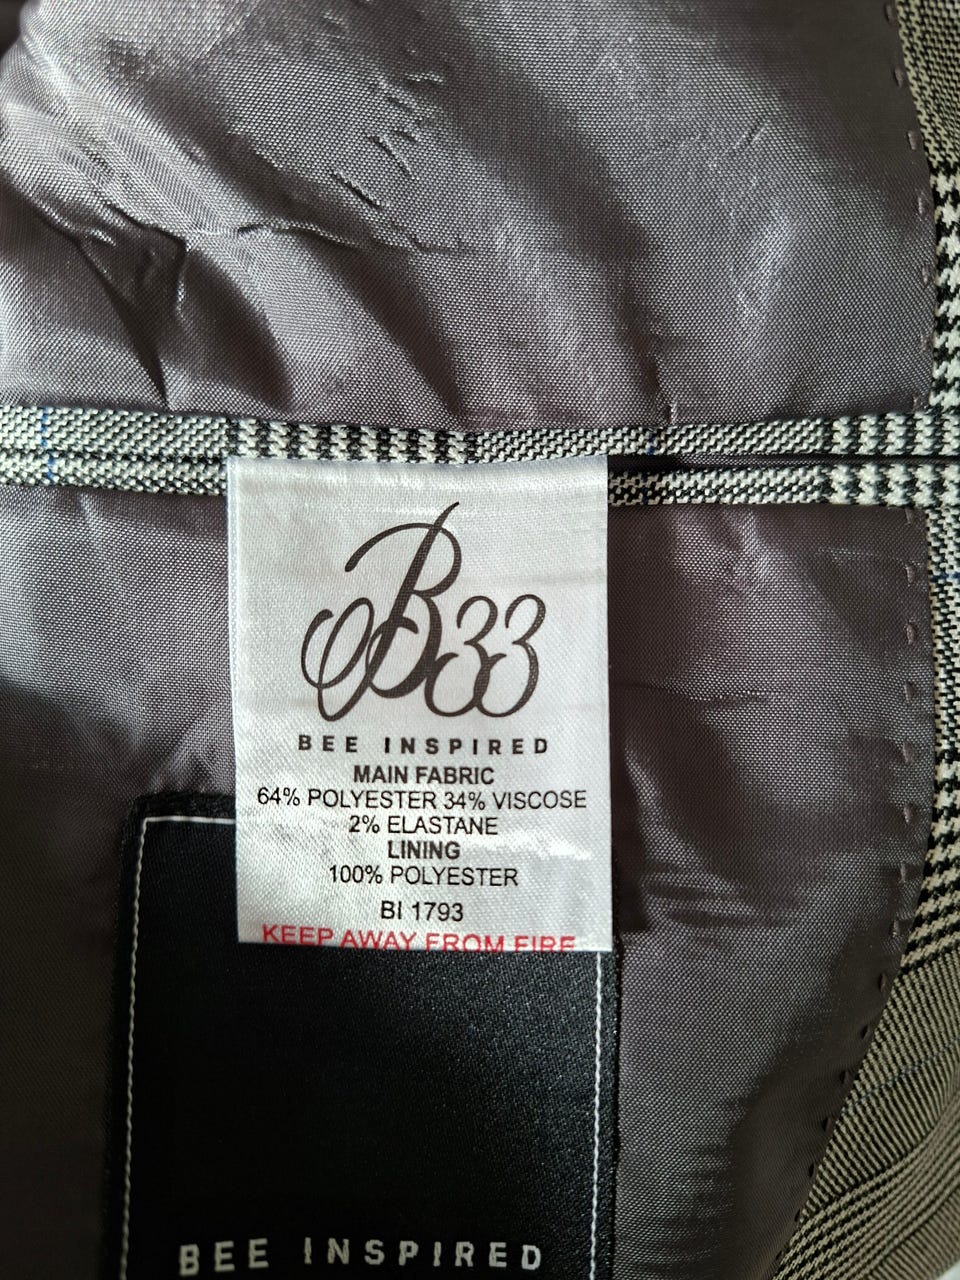 B33
BEE INSPIRED
MAIN FABRIC
64% POLYESTER 34% VISCOSE
2% ELASTANE
LINING
100% POLYESTER
BI 1793
KEEP AWAY FROM FIRE
BEE INSPIRED